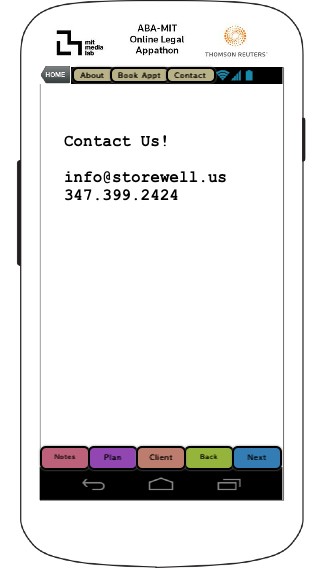 mit
media
lab
ABA-MIT
Online Legal
Appathon
THOMSON REUTERS
HOME About Book Appt Contact
Contact Us!
info@storewell.us
347.399.2424
Notes Plan Client Back Next